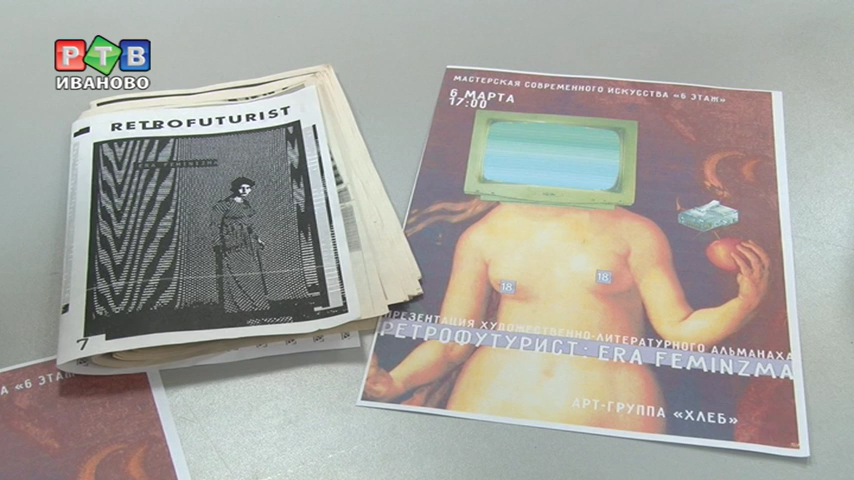 РТВ
ИВАНОВО
RETROFUTURIST
ERA FEMINIZMA
7
МАСТЕРСКАЯ СОВРЕМЕННОГО ИСКУССТВА «6 ЭТАЖ»
6 МАРТА
17:00
18
18
ПРЕЗЕНТАЦИЯ ХУДОЖЕСТВЕННО-ЛИТЕРАТУРНОГО АЛЬМАНАХА
РЕТРОФУТУРИСТ: ERA FEMINZMA
АРТ-ГРУППА «ХЛЕБ»
А «6 ЭТАЖ»